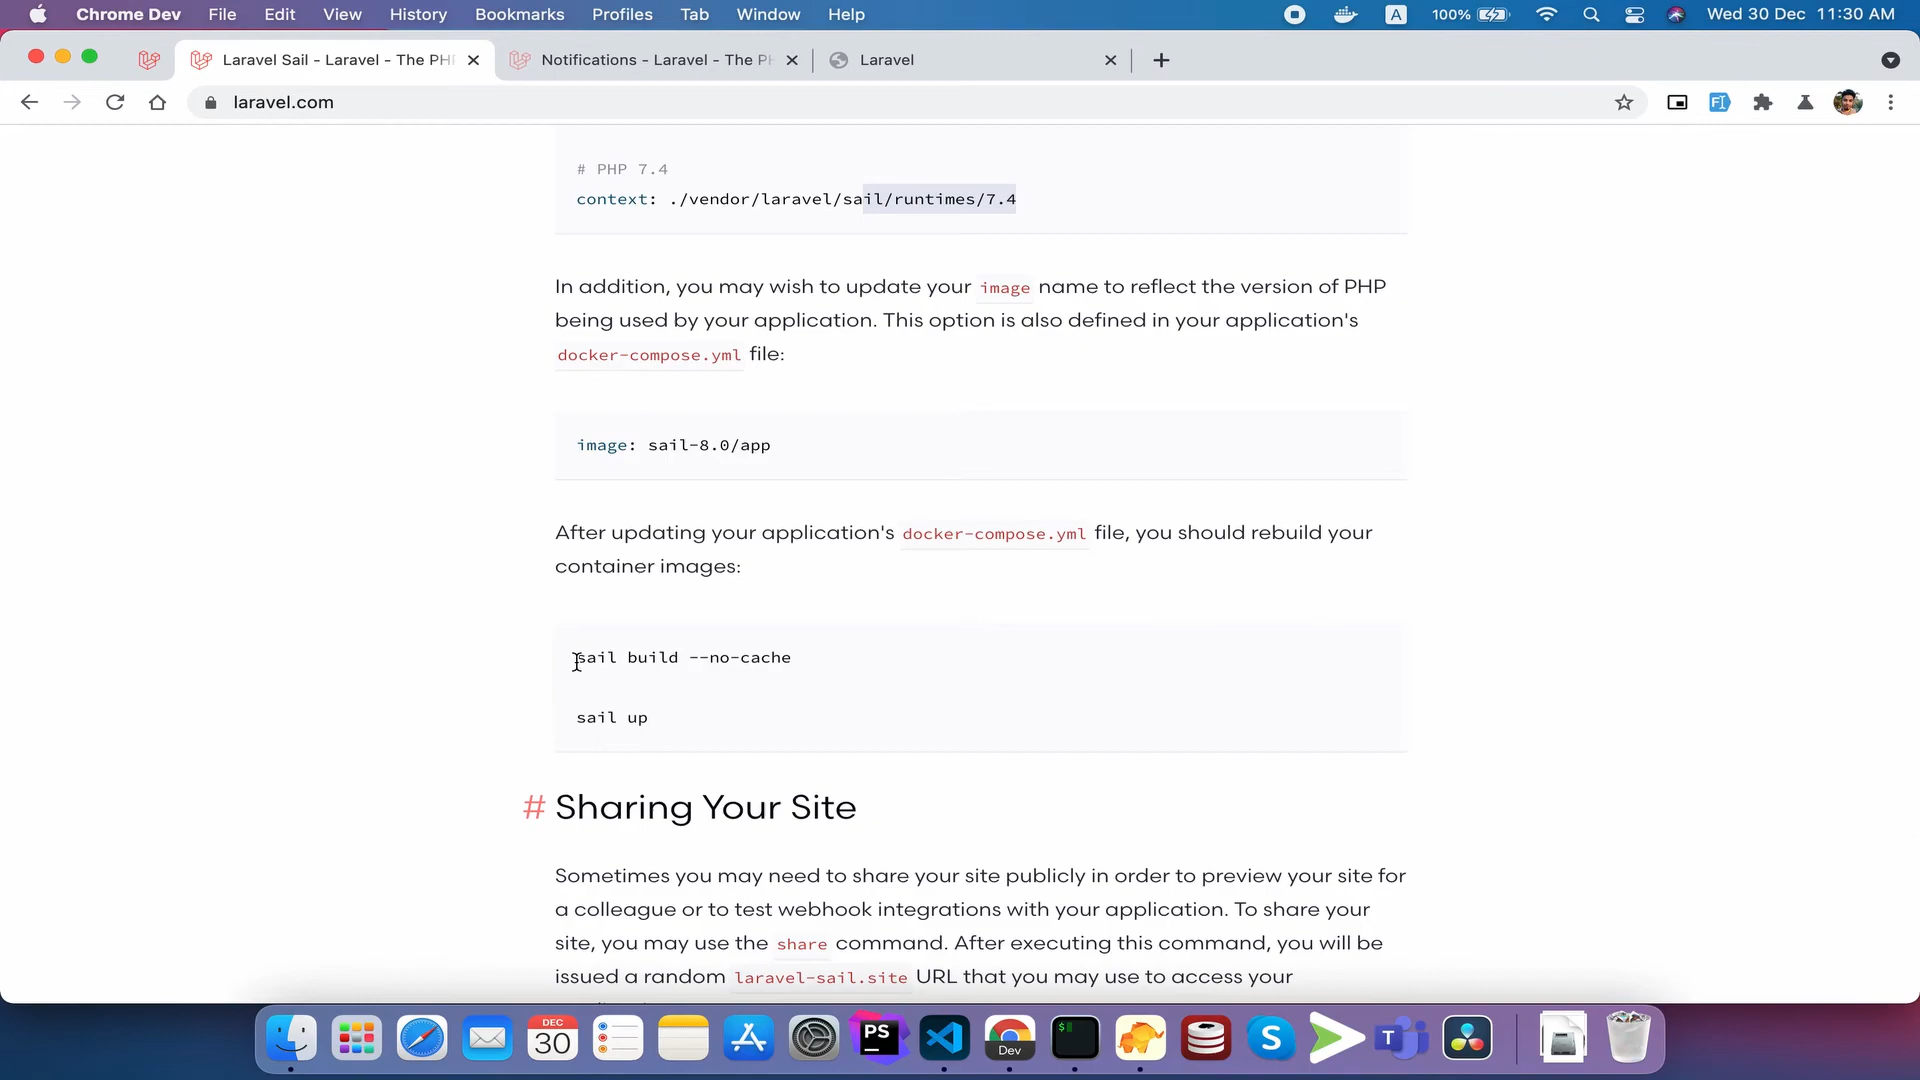 Chrome Dev File Edit View History Bookmarks Profiles Tab Window Help A 100% Wed 30 Dec 11:30 AM
Laravel Sail - Laravel - The PH Notifications - Laravel - The P Laravel
laravel.com
# PHP 7.4
context: ./vendor/laravel/sail/runtimes/7.4
In addition, you may wish to update your image name to reflect the version of PHP
being used by your application. This option is also defined in your application's
docker-compose.yml file:
image: sail-8.0/app
After updating your application's docker-compose.yml file, you should rebuild your
container images:
sail build --no-cache
sail up
# Sharing Your Site
Sometimes you may need to share your site publicly in order to preview your site for
a colleague or to test webhook integrations with your application. To share your
site, you may use the share command. After executing this command, you will be
issued a random laravel-sail.site URL that you may use to access your
DEC
30
PS
Dev
$
S
T